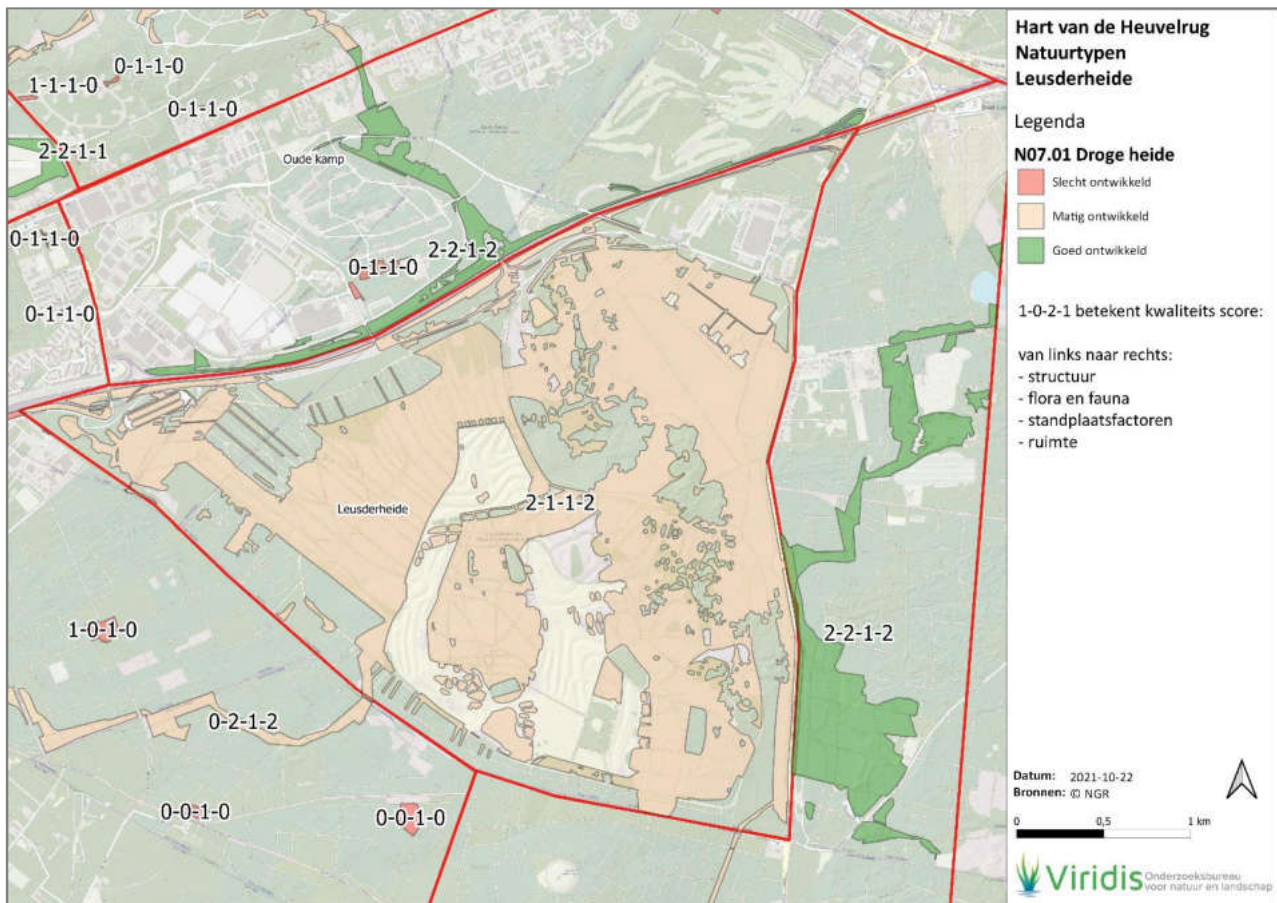 Hart van de Heuvelrug
Natuurtypen
Leusderheide
Legenda
N07.01 Droge heide
Slecht ontwikkeld
Matig ontwikkeld
Goed ontwikkeld
1-0-2-1 betekent kwaliteits score:
van links naar rechts:
- structuur
- flora en fauna
- standplaatsfactoren
- ruimte
0-1-1-0
1-1-1-0
0-1-1-0
2-2-1-1
Oude kamp
0-1-1-0
2-2-1-2
0-1-1-0
0-1-1-0
Leusderheide
2-1-1-2
1-0-1-0
2-2-1-2
0-2-1-2
0-0-1-0
0-0-1-0
Datum: 2021-10-22
Bronnen: © NGR
0 0,5 1 km
Viridis Onderzoeksbureau
voor natuur en landschap